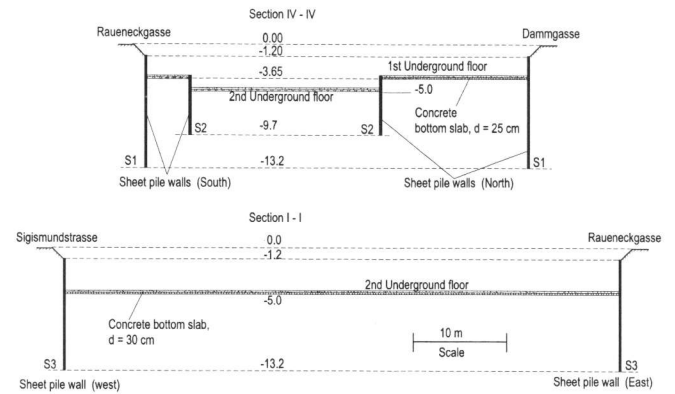 Section IV - IV
Raueneckgasse
Dammgasse
0.00
-1.20
1st Underground floor
-3.65
-5.0
2nd Underground floor
Concrete
bottom slab, d = 25 cm
-9.7
S2
S2
S1
S1
-13.2
Sheet pile walls (South)
Sheet pile walls (North)
Section I - I
Sigismundstrasse
Raueneckgasse
0.0
-1.2
2nd Underground floor
-5.0
Concrete bottom slab,
d = 30 cm
10 m
Scale
S3
-13.2
S3
Sheet pile wall (west)
Sheet pile wall (East)